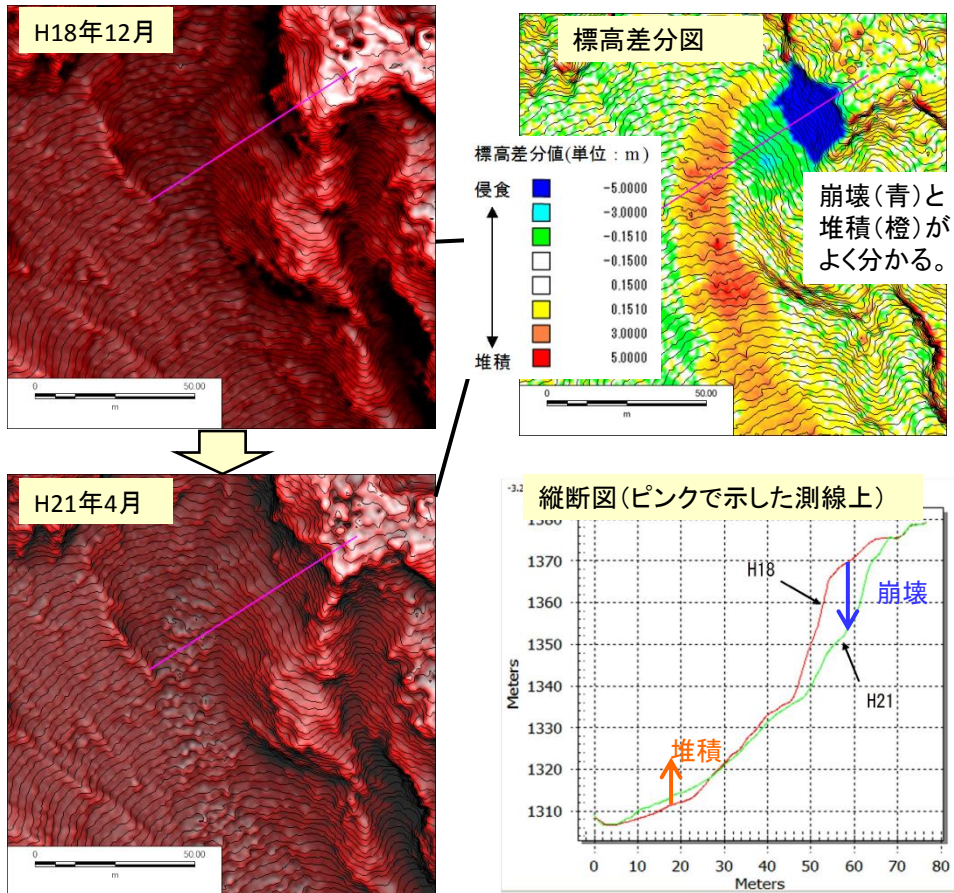 H18年12月
0
50.00
m
H21年4月
0
50.00
m
標高差分図
標高差分値(単位：m)
侵食
堆積
-5.0000
-3.0000
-0.1510
-0.1500
0.1500
0.1510
3.0000
5.0000
崩壊(青)と
堆積(橙)が
よく分かる。
0
50.00
m
縦断図(ピンクで示した測線上)
-3.2
1380
1370
1360
1350
1340
1330
1320
1310
Meters
H18
崩壊
H21
堆積
0 10 20 30 40 50 60 70 80
Meters